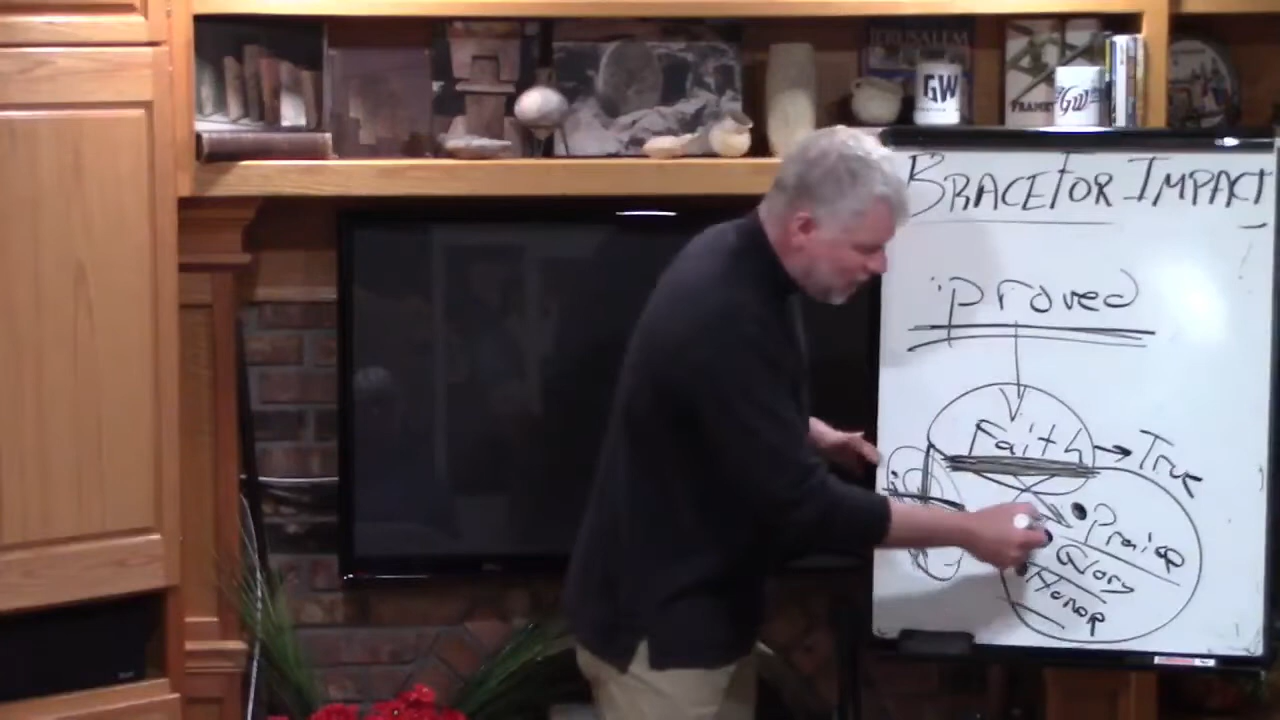 JERUSALEM
GW
GW
BRACE FOR IMPACT
proved
Faith → True
Praise
Glory
Honor